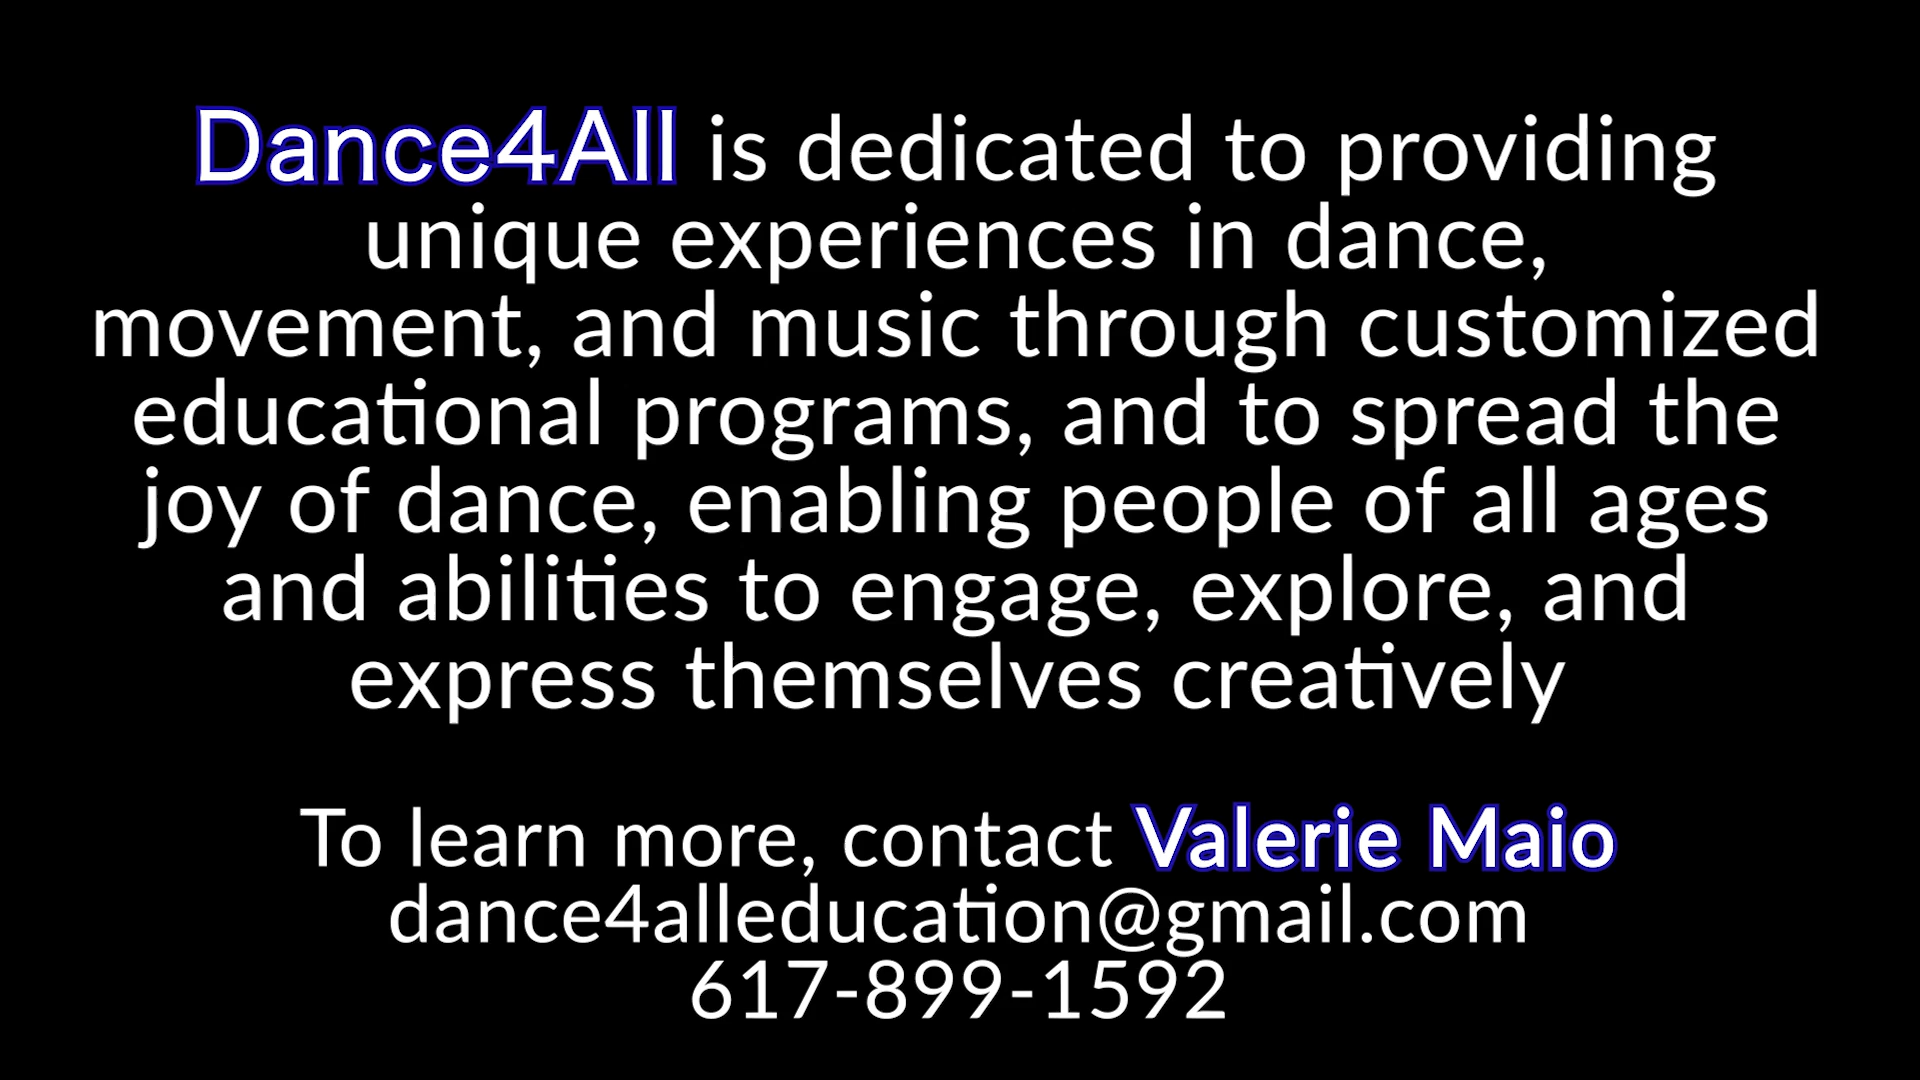 Dance4All is dedicated to providing
unique experiences in dance,
movement, and music through customized
educational programs, and to spread the
joy of dance, enabling people of all ages
and abilities to engage, explore, and
express themselves creatively
To learn more, contact Valerie Maio
dance4alleducation@gmail.com
617-899-1592